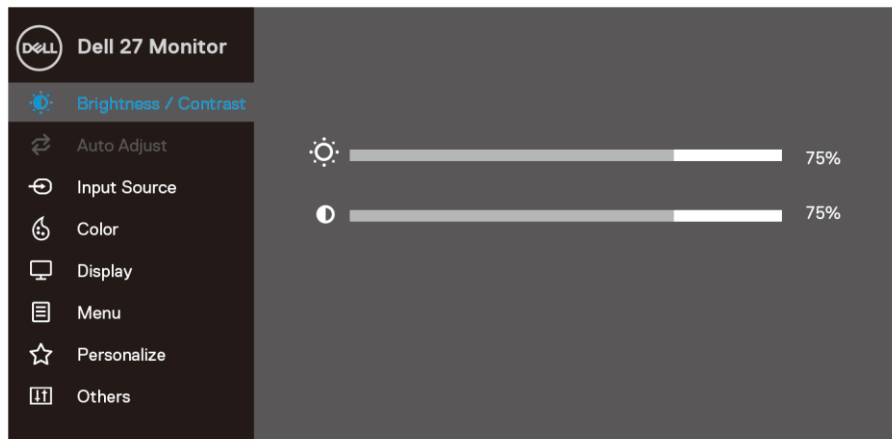 DELL
Dell 27 Monitor
Brightness / Contrast
Auto Adjust
75%
Input Source
Color
75%
Display
Menu
Personalize
Others